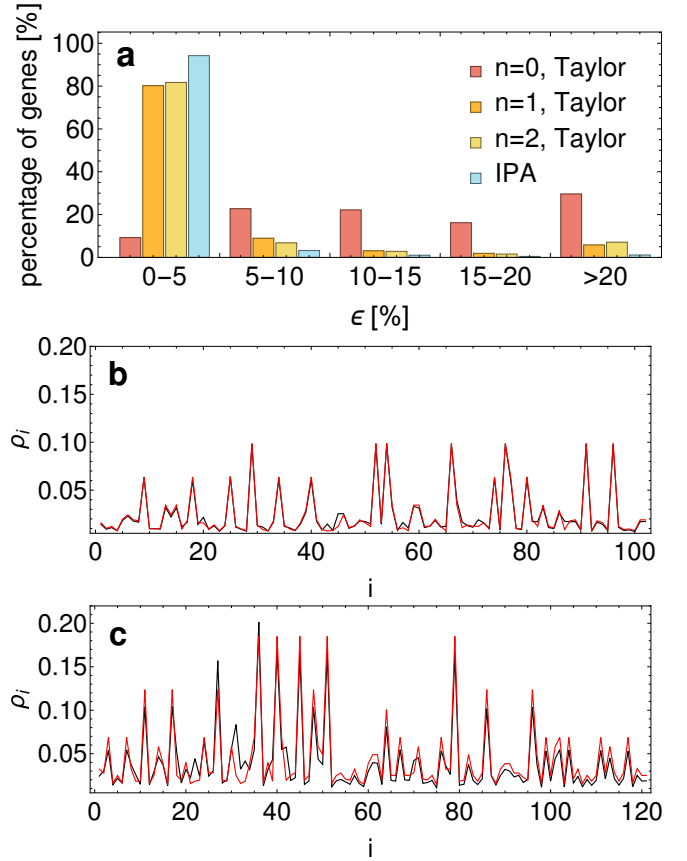 percentage of genes [%]
100
80
60
40
20
0
a
n=0, Taylor
n=1, Taylor
n=2, Taylor
IPA
0−5
5−10
10−15
15−20
>20
ϵ [%]
b
ρi
0.20
0.15
0.10
0.05
0
20
40
60
80
100
i
c
ρi
0.20
0.15
0.10
0.05
0
20
40
60
80
100
120
i